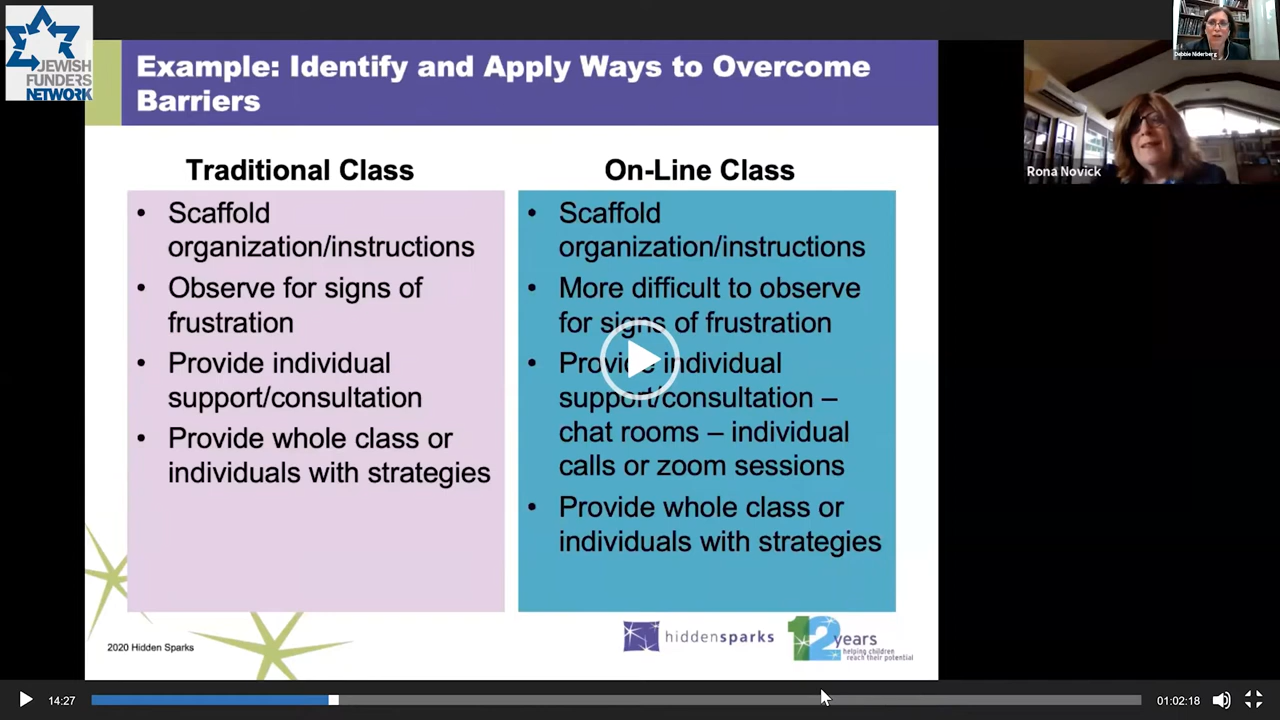 JEWISH
FUNDERS
NETWORK
Example: Identify and Apply Ways to Overcome
Barriers
Debbie Niderberg
Rona Novick
Traditional Class
• Scaffold
organization/instructions
• Observe for signs of
frustration
• Provide individual
support/consultation
• Provide whole class or
individuals with strategies
On-Line Class
• Scaffold
organization/instructions
• More difficult to observe
for signs of frustration
• Provide individual
support/consultation –
chat rooms – individual
calls or zoom sessions
• Provide whole class or
individuals with strategies
2020 Hidden Sparks
hiddensparks
12 years
helping children
reach their potential
14:27
01:02:18